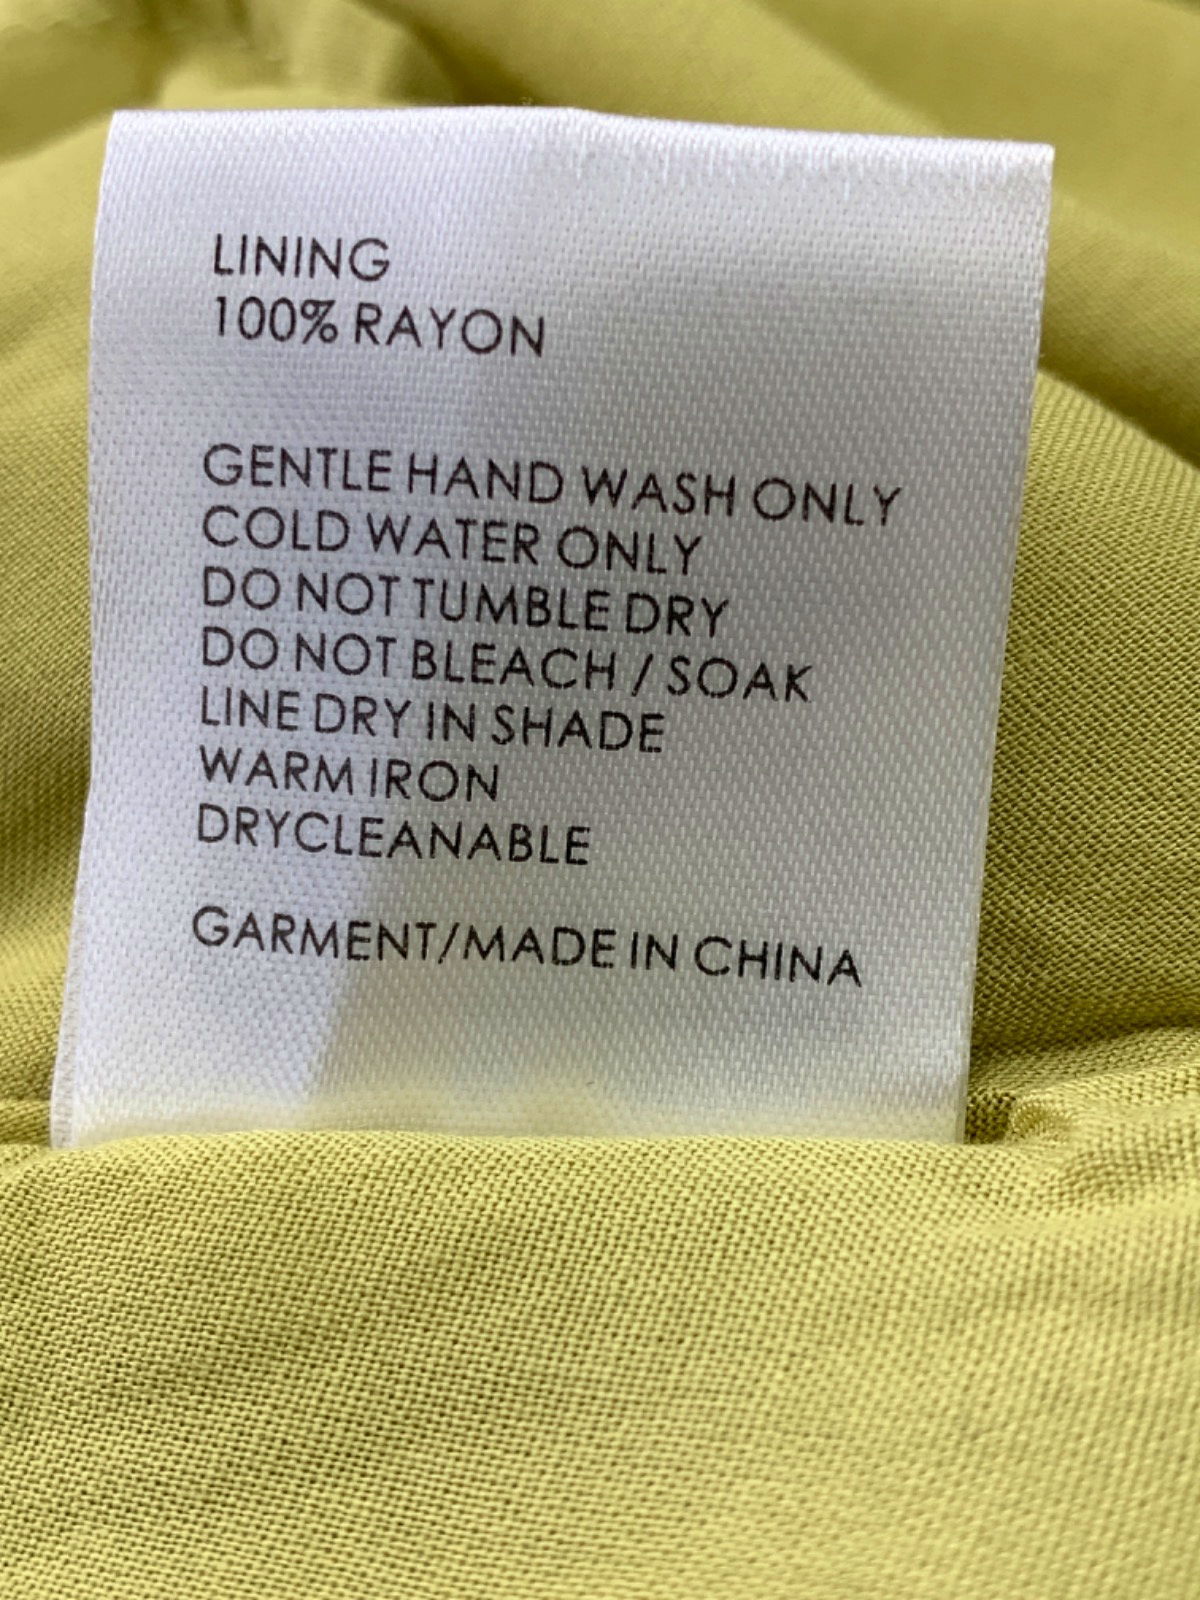 LINING
100% RAYON
GENTLE HAND WASH ONLY
COLD WATER ONLY
DO NOT TUMBLE DRY
DO NOT BLEACH / SOAK
LINE DRY IN SHADE
WARM IRON
DRYCLEANABLE
GARMENT/MADE IN CHINA